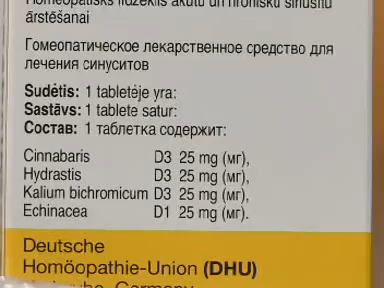 Homeopātisks līdzeklis akūtu un hronisku sinusītu
ārstēšanai
Гомеопатическое лекарственное средство для
лечения синуситов
Sudėtis: 1 tabletėje yra:
Sastāvs: 1 tablete satur:
Состав: 1 таблетка содержит:
Cinnabaris D3 25 mg (мг),
Hydrastis D3 25 mg (мг),
Kalium bichromicum D3 25 mg (мг),
Echinacea D1 25 mg (мг).
Deutsche
Homöopathie-Union (DHU)
Karlsruhe, Germany